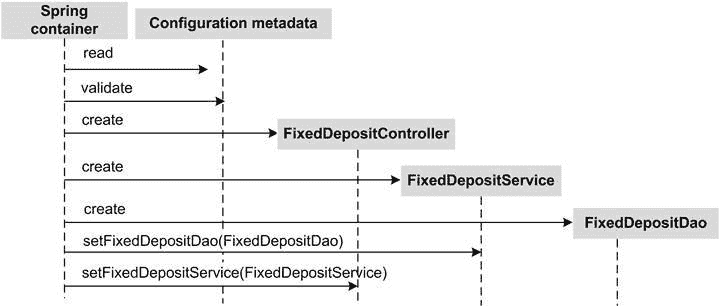 Spring
container
Configuration metadata
read
validate
create
FixedDepositController
create
FixedDepositService
create
FixedDepositDao
setFixedDepositDao(FixedDepositDao)
setFixedDepositService(FixedDepositService)